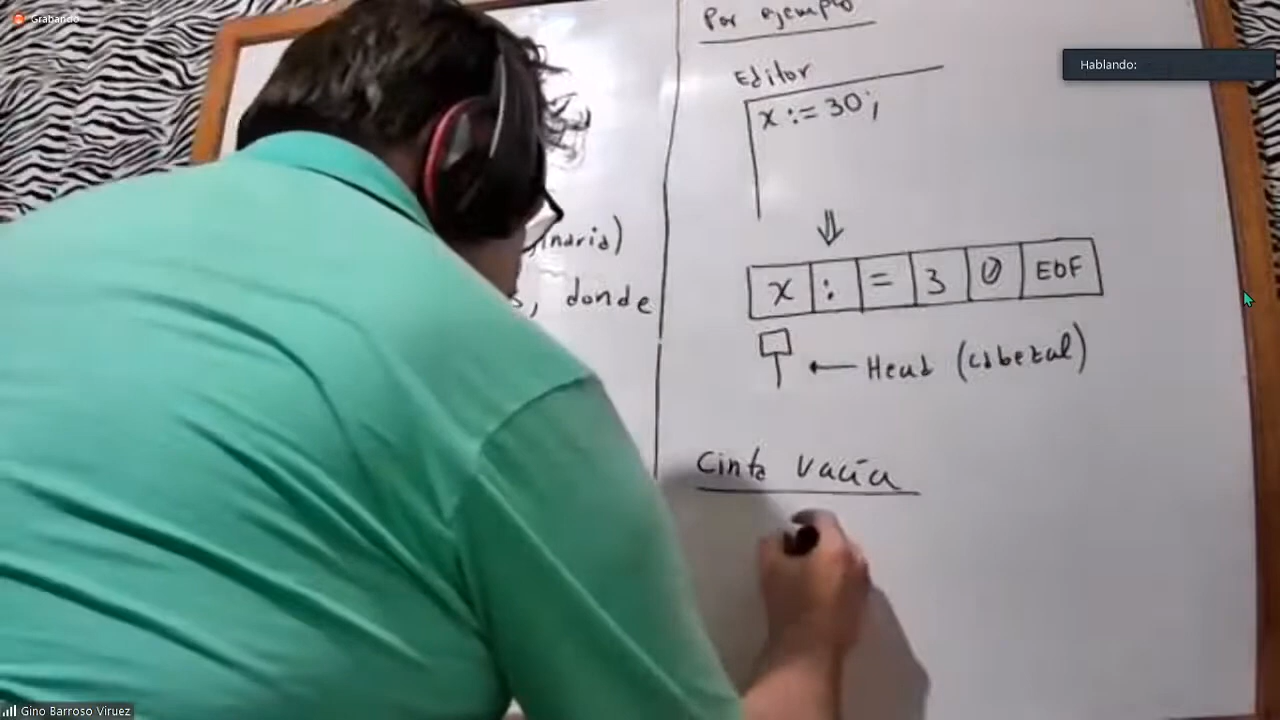 Grabando
Por ejemplo
Hablando:
Editor
x := 30;
x : = 3 0 EOF
Head (cabezal)
donde
Cinta Vacía
Gino Barroso Viruez